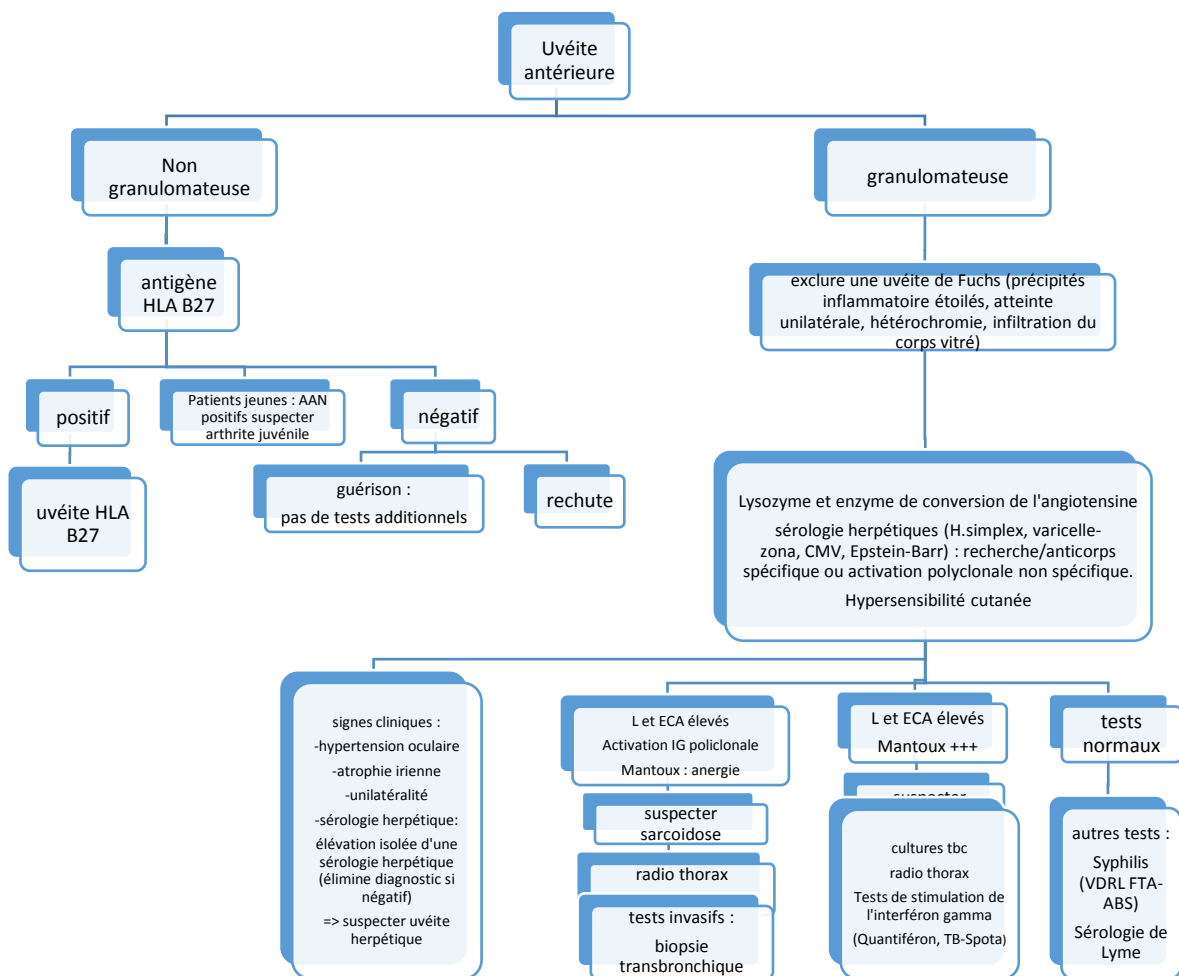 Uvéite
antérieure
Non
granulomateuse
granulomateuse
antigène
HLA B27
exclure une uvéite de Fuchs (précipités
inflammatoire étoilés, atteinte
unilatérale, hétérochromie, infiltration du
corps vitré)
positif
Patients jeunes : AAN
positifs suspecter
arthrite juvénile
négatif
uvéite HLA
B27
guérison :
pas de tests additionnels
rechute
Lysozyme et enzyme de conversion de l'angiotensine
sérologie herpétiques (H.simplex, varicelle-
zona, CMV, Epstein-Barr) : recherche/anticorps
spécifique ou activation polyclonale non spécifique.
Hypersensibilité cutanée
signes cliniques :
-hypertension oculaire
-atrophie irienne
-unilatéralité
-sérologie herpétique:
élévation isolée d'une
sérologie herpétique
(élimine diagnostic si
négatif)
=> suspecter uvéite
herpétique
L et ECA élevés
Activation IG policlonale
Mantoux : anergie
suspecter
sarcoidose
radio thorax
tests invasifs :
biopsie
transbronchique
L et ECA élevés
Mantoux +++
suspecter
cultures tbc
radio thorax
Tests de stimulation de
l'interféron gamma
(Quantiféron, TB-Spota)
tests
normaux
autres tests :
Syphilis
(VDRL FTA-
ABS)
Sérologie de
Lyme